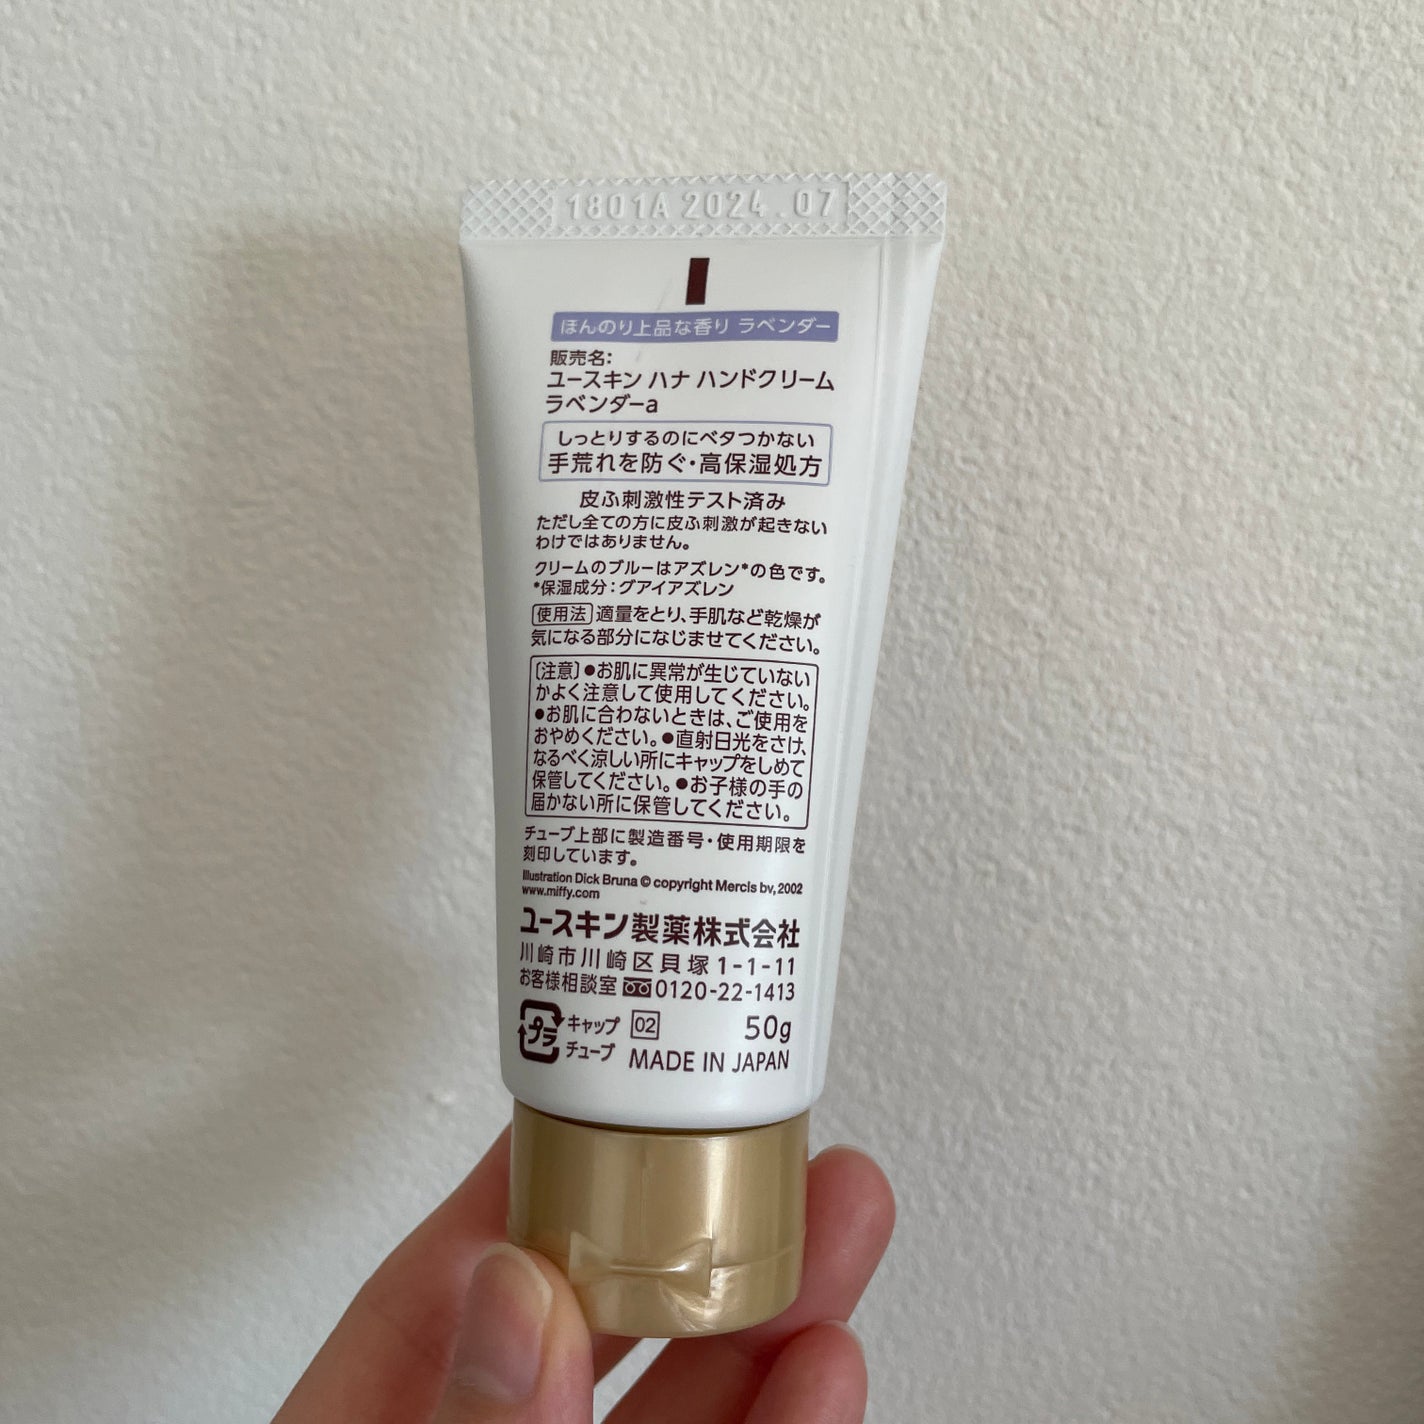 1801A 2024.07
ほんのり上品な香り ラベンダー
販売名:
ユースキン ハナ ハンドクリーム
ラベンダーa
しっとりするのにベタつかない
手荒れを防ぐ・高保湿処方
皮ふ刺激性テスト済み
ただし全ての方に皮ふ刺激が起きない
わけではありません。
クリームのブルーはアズレン*の色です。
*保湿成分:グアイアズレン
使用法 適量をとり、手肌など乾燥が
気になる部分になじませてください。
〔注意〕●お肌に異常が生じていない
かよく注意して使用してください。
●お肌に合わないときは、ご使用を
おやめください。●直射日光をさけ、
なるべく涼しい所にキャップをしめて
保管してください。●お子様の手の
届かない所に保管してください。
チューブ上部に製造番号・使用期限を
刻印しています。
Illustration Dick Bruna © copyright Mercis bv, 2002
www.miffy.com
ユースキン製薬株式会社
川崎市川崎区貝塚1-1-11
お客様相談室 0120-22-1413
プラ キャップ 02 50g
チューブ MADE IN JAPAN